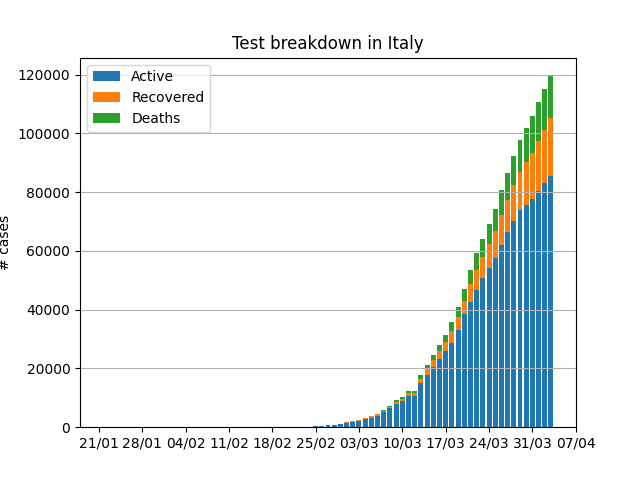 Test breakdown in Italy
Active
Recovered
Deaths
# cases
120000
100000
80000
60000
40000
20000
0
21/01 28/01 04/02 11/02 18/02 25/02 03/03 10/03 17/03 24/03 31/03 07/04